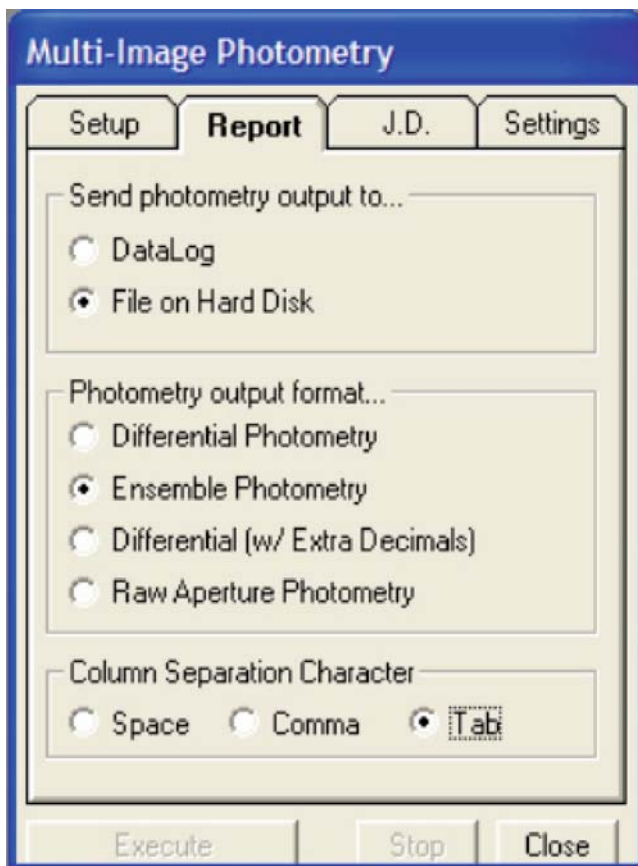 Multi-Image Photometry
Setup Report J.D. Settings
Send photometry output to...
DataLog
File on Hard Disk
Photometry output format...
Differential Photometry
Ensemble Photometry
Differential (w/ Extra Decimals)
Raw Aperture Photometry
Column Separation Character
Space Comma Tab
Execute Stop Close